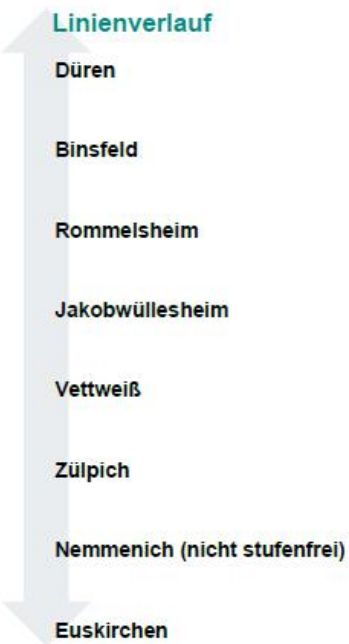 Linienverlauf
Düren
Binsfeld
Rommelsheim
Jakobwüllesheim
Vettweiß
Zülpich
Nemmenich (nicht stufenfrei)
Euskirchen